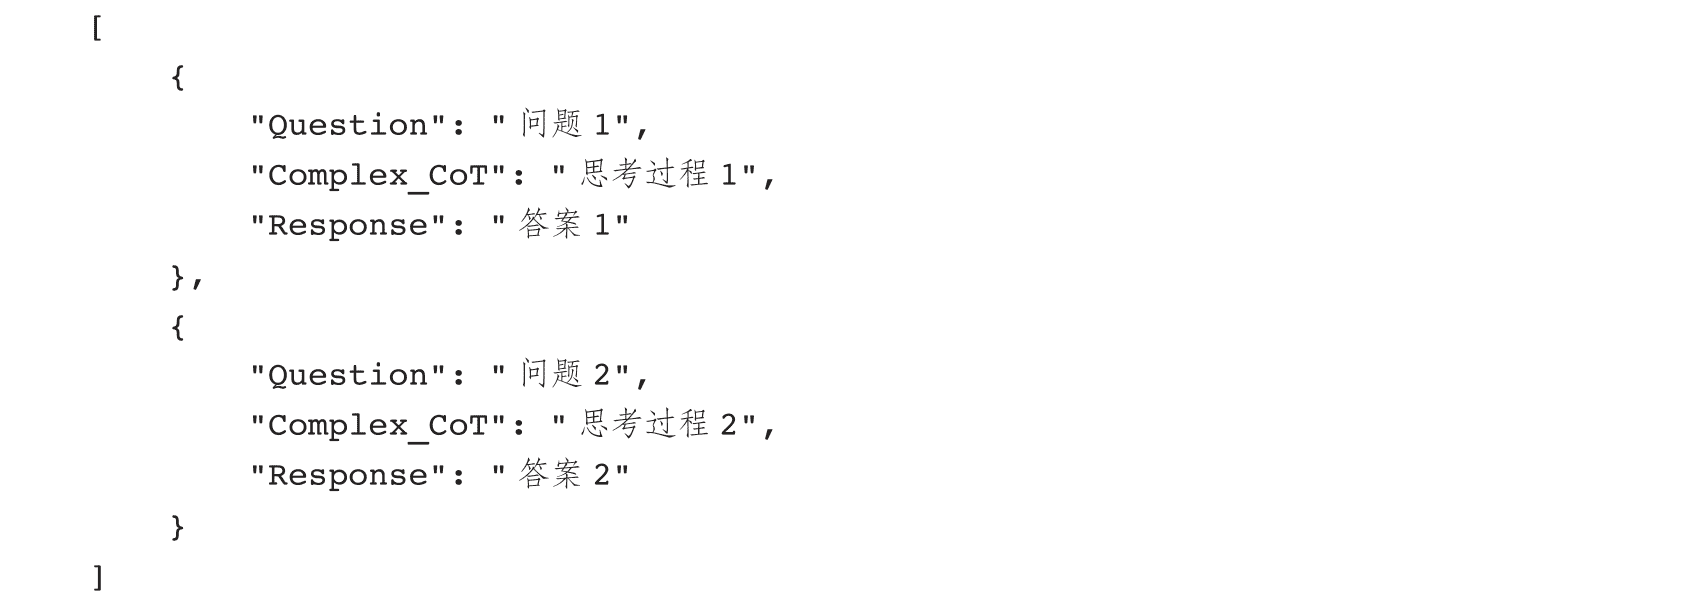 [
    {
        "Question": "问题 1",
        "Complex_CoT": "思考过程 1",
        "Response": "答案 1"
    },
    {
        "Question": "问题 2",
        "Complex_CoT": "思考过程 2",
        "Response": "答案 2"
    }
]